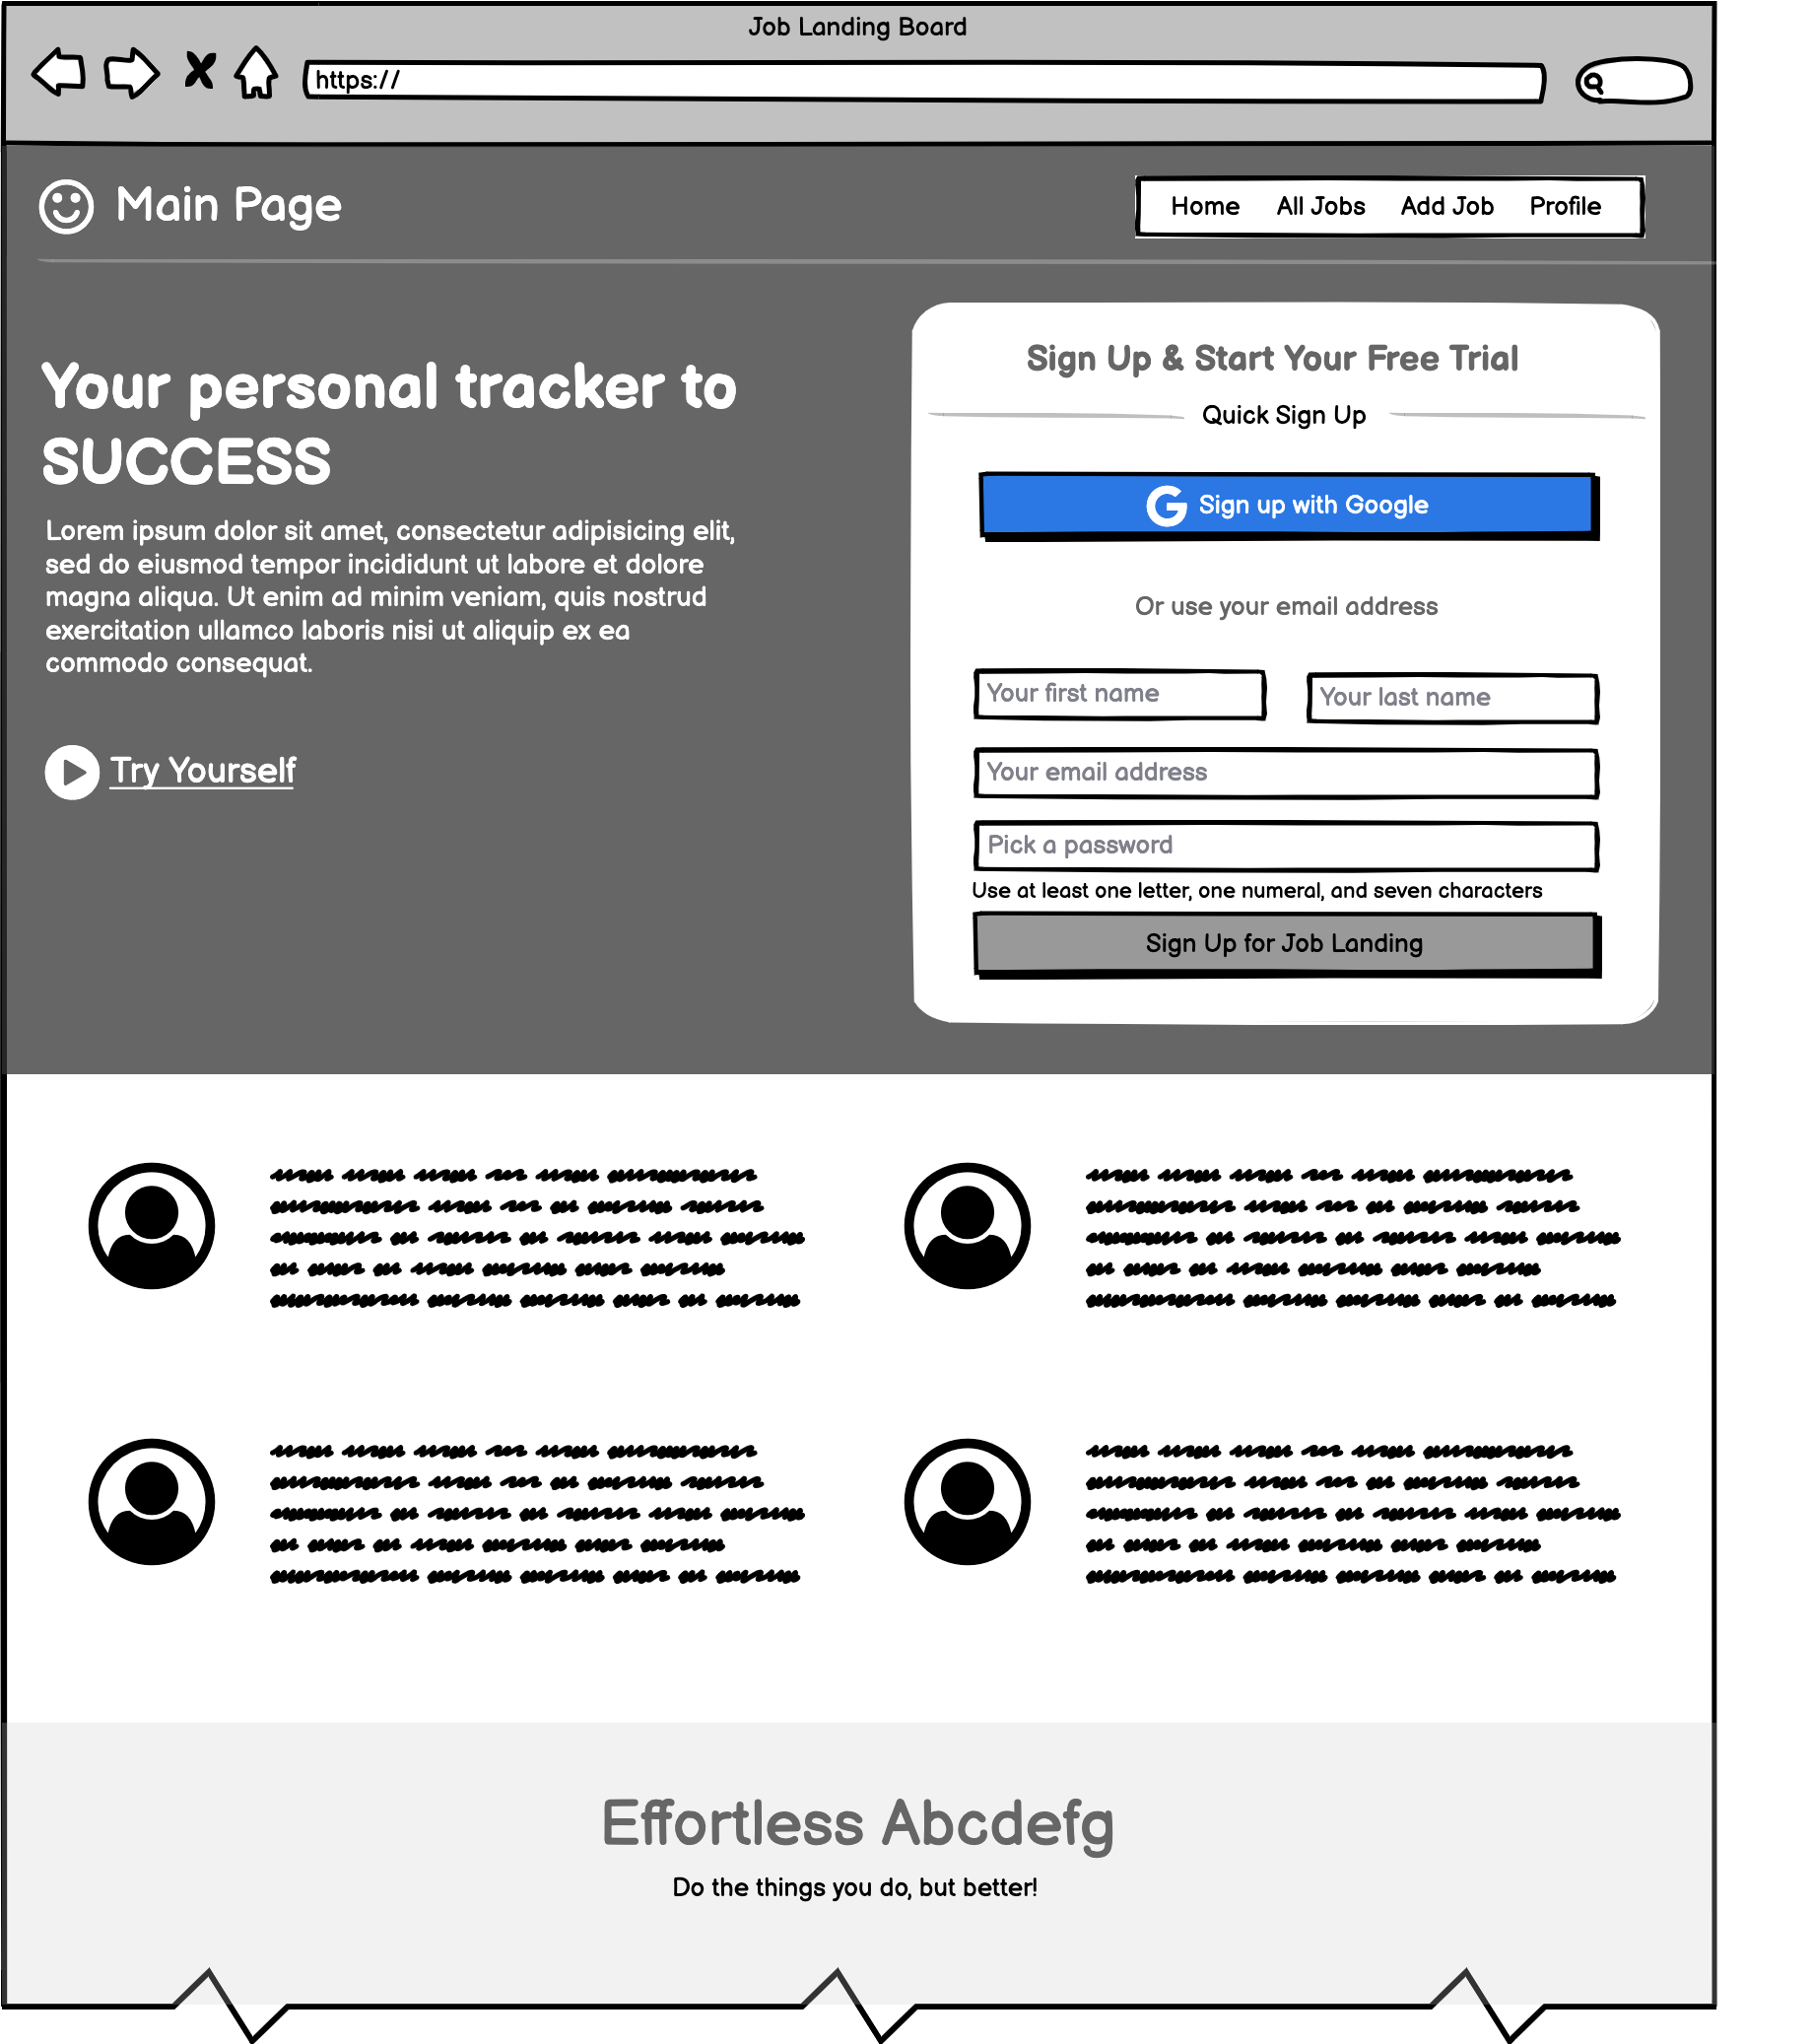 Job Landing Board
https://
Main Page
Home All Jobs Add Job Profile
Your personal tracker to
SUCCESS
Lorem ipsum dolor sit amet, consectetur adipisicing elit,
sed do eiusmod tempor incididunt ut labore et dolore
magna aliqua. Ut enim ad minim veniam, quis nostrud
exercitation ullamco laboris nisi ut aliquip ex ea
commodo consequat.
Try Yourself
Sign Up & Start Your Free Trial
Quick Sign Up
G Sign up with Google
Or use your email address
Your first name
Your last name
Your email address
Pick a password
Use at least one letter, one numeral, and seven characters
Sign Up for Job Landing
Effortless Abcdefg
Do the things you do, but better!